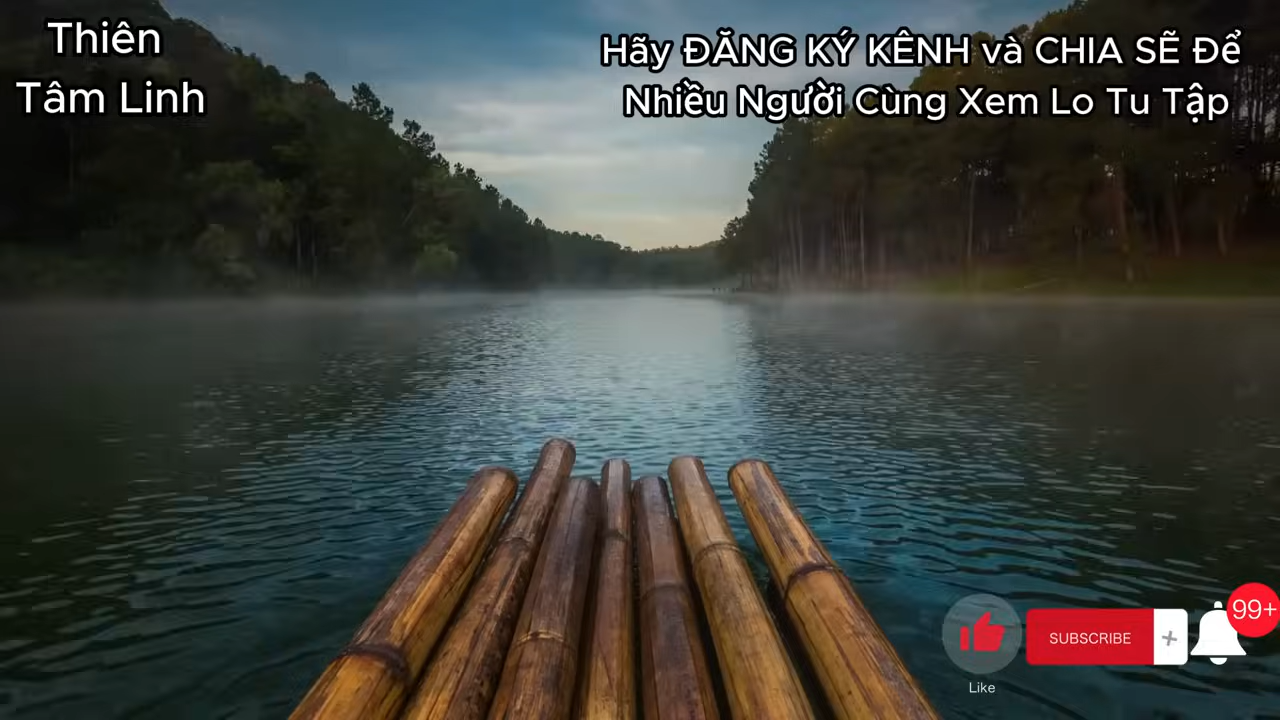 Thiên
Tâm Linh
Hãy ĐĂNG KÝ KÊNH và CHIA SẼ Để
Nhiều Người Cùng Xem Lo Tu Tập
99+
SUBSCRIBE
Like